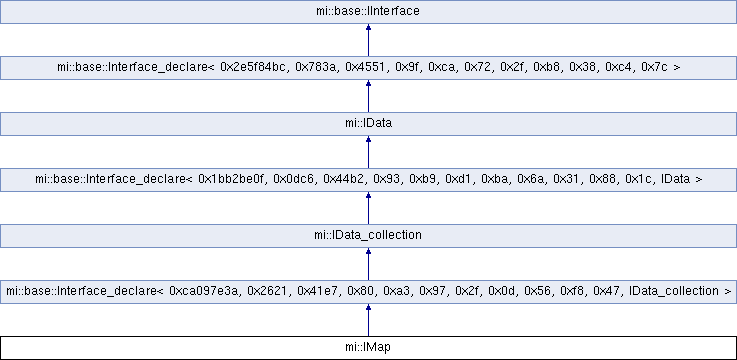 mi::base::IInterface
mi::base::Interface_declare< 0x2e5f84bc, 0x783a, 0x4551, 0x9f, 0xca, 0x72, 0x2f, 0xb8, 0x38, 0xc4, 0x7c >
mi::IData
mi::base::Interface_declare< 0x1bb2be0f, 0x0dc6, 0x44b2, 0x93, 0xb9, 0xd1, 0xba, 0x6a, 0x31, 0x88, 0x1c, IData >
mi::IData_collection
mi::base::Interface_declare< 0xca097e3a, 0x2621, 0x41e7, 0x80, 0xa3, 0x97, 0x2f, 0x0d, 0x56, 0xf8, 0x47, IData_collection >
mi::IMap